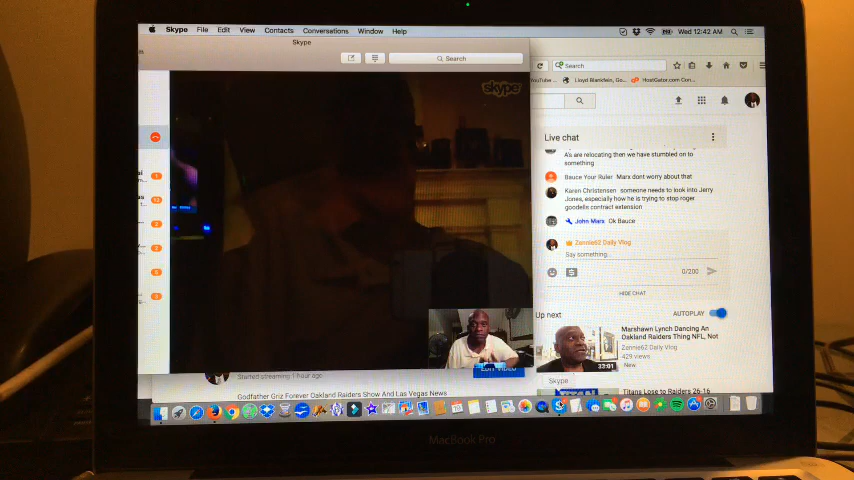 Skype File Edit View Contacts Conversations Window Help
Wed 12:42 AM
Skype
Search
Search
skype
YouTube
Lloyd Blankfein, Go...
HostGator.com Con...
Live chat
A's are relocating then we have stumbled on to
something
Bauce Your Ruler Marx dont worry about that
Karen Christensen someone needs to look into Jerry
Jones, especially how he is trying to stop roger
goodells contract extension
John Marx Ok Bauce
Zennie62 Daily Vlog
Say something...
0/200
HIDE CHAT
Up next
AUTOPLAY
Marshawn Lynch Dancing An
Oakland Raiders Thing NFL, Not
Zennie62 Daily Vlog
429 views
New
33:01
Edit Video
Started streaming 1 hour ago
Skype
Titans Lose to Raiders 26-16
Godfather Griz Forever Oakland Raiders Show And Las Vegas News
MacBook Pro